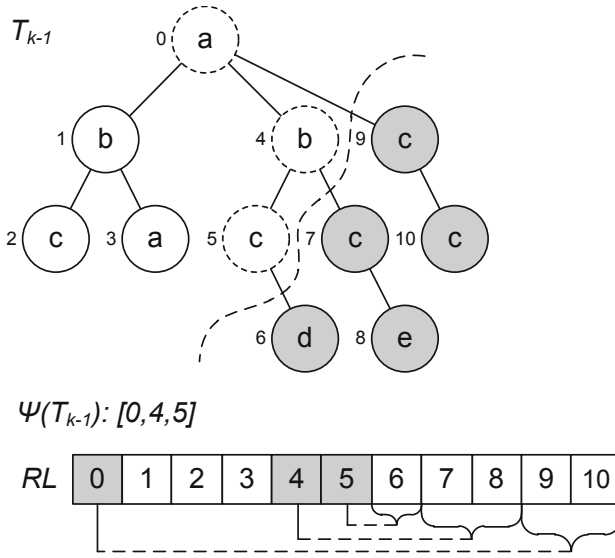 T_{k-1}
0 a
1 b 4 b 9 c
2 c 3 a 5 c 7 c 10 c
6 d 8 e
Ψ(T_{k-1}): [0,4,5]
RL 0 1 2 3 4 5 6 7 8 9 10